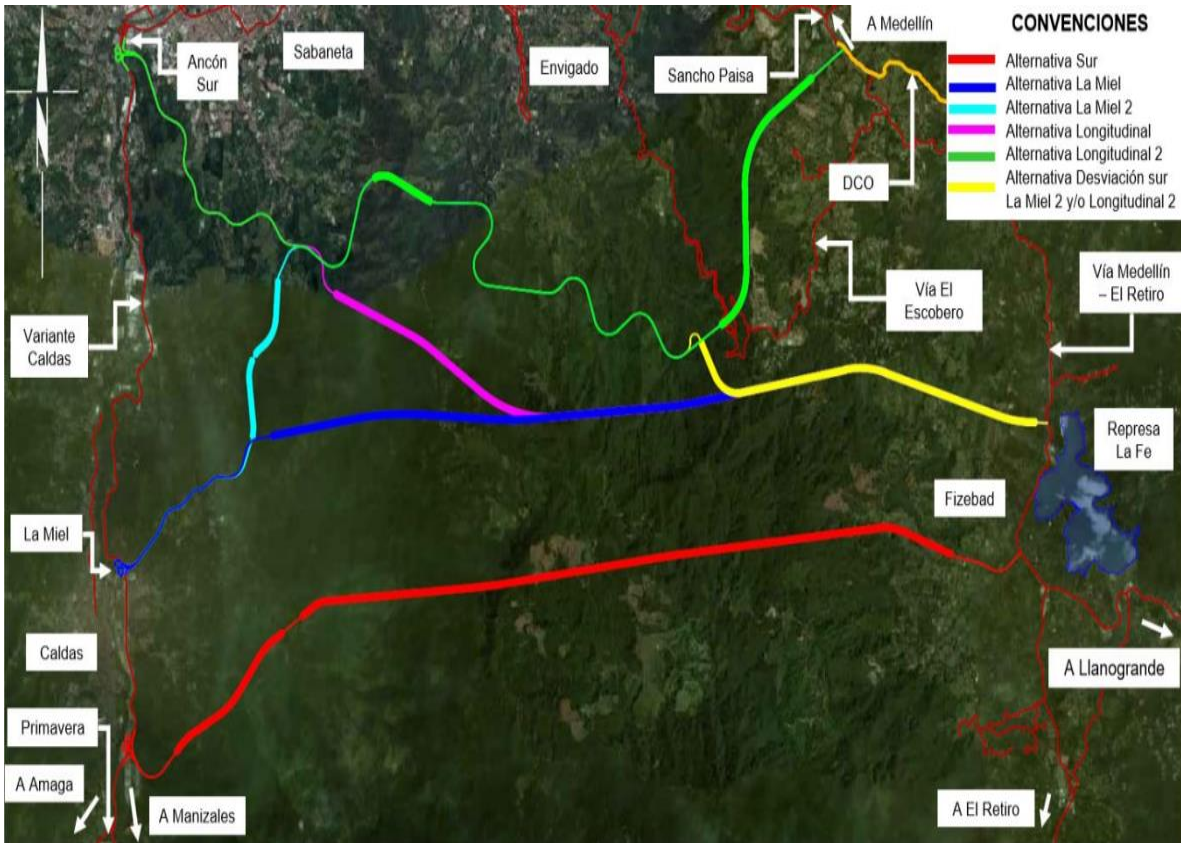 A Medellín
Ancón
Sur
Sabaneta
Envigado
Sancho Paisa
DCO
Vía El
Escobero
Vía Medellín
– El Retiro
Variante
Caldas
Represa
La Fe
Fizebad
La Miel
Caldas
A Llanogrande
Primavera
A Amaga
A Manizales
A El Retiro
CONVENCIONES
Alternativa Sur
Alternativa La Miel
Alternativa La Miel 2
Alternativa Longitudinal
Alternativa Longitudinal 2
Alternativa Desviación sur
La Miel 2 y/o Longitudinal 2